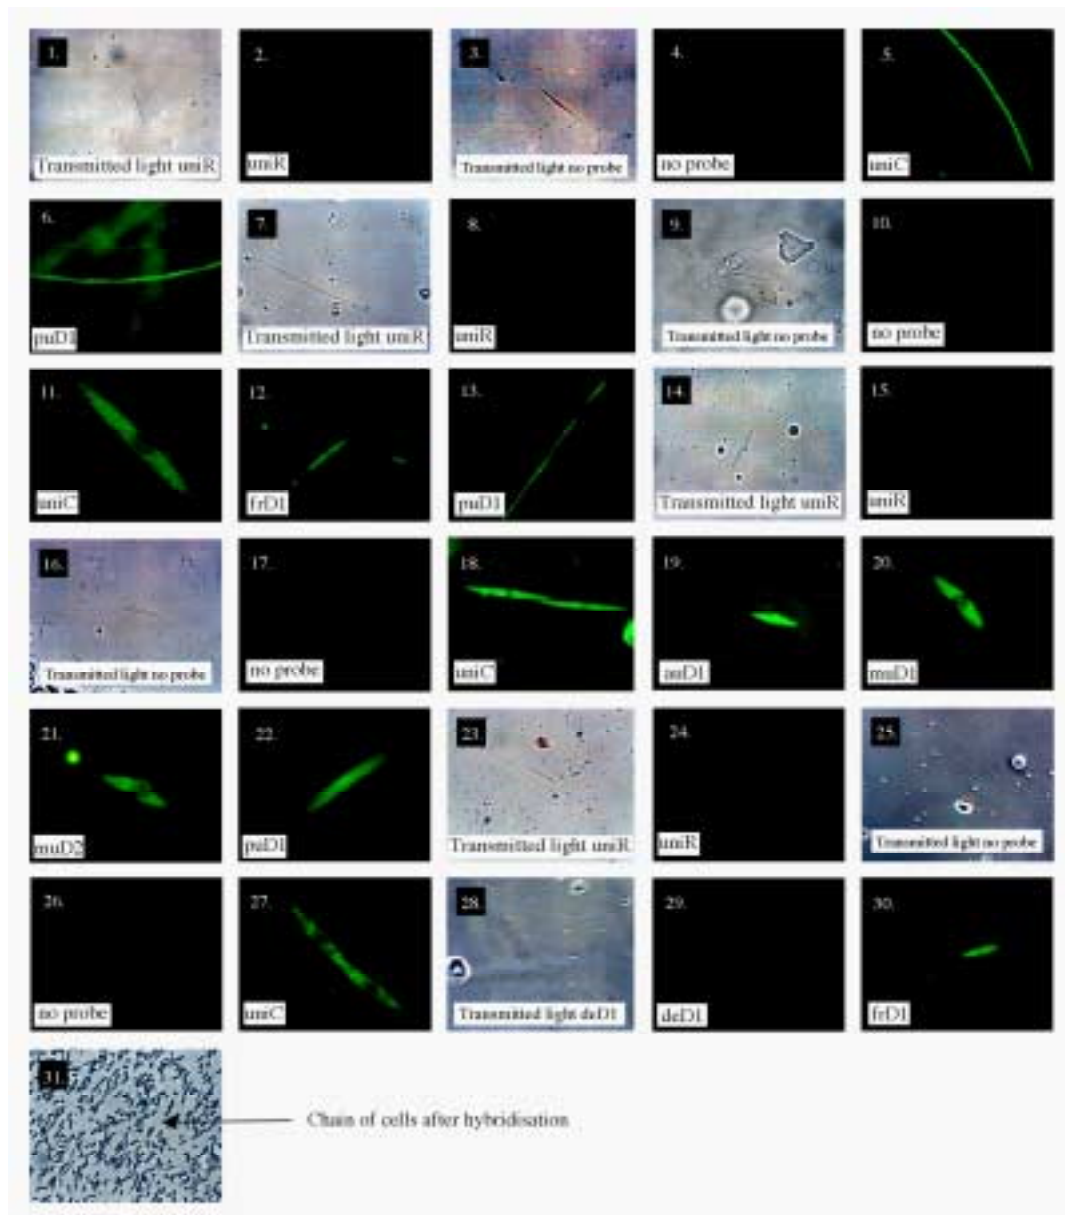 1.
Transmitted light uniR
2.
uniR
3.
Transmitted light no probe
4.
no probe
5.
uniC
6.
puD1
7.
Transmitted light uniR
8.
uniR
9.
Transmitted light no probe
10.
no probe
11.
uniC
12.
frD1
13.
puD1
14.
Transmitted light uniR
15.
uniR
16.
Transmitted light no probe
17.
no probe
18.
uniC
19.
auD1
20.
muD1
21.
muD2
22.
puD1
23.
Transmitted light uniR
24.
uniR
25.
Transmitted light no probe
26.
no probe
27.
uniC
28.
Transmitted light deD1
29.
deD1
30.
frD1
31.
Chain of cells after hybridisation